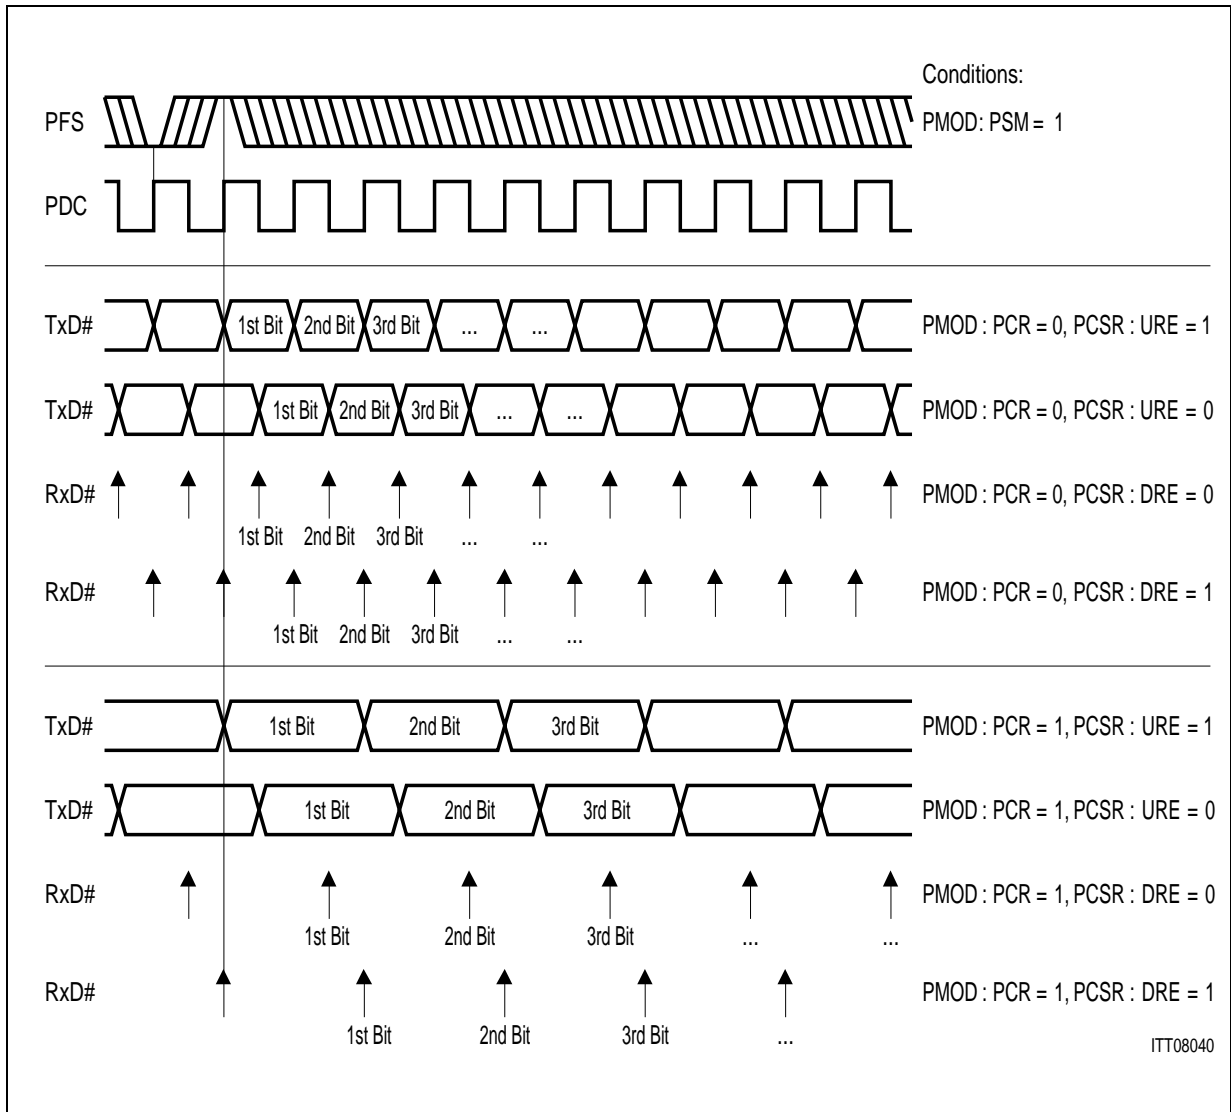 Conditions:
PFS PMOD: PSM = 1
PDC
TxD# 1st Bit 2nd Bit 3rd Bit ... ... PMOD : PCR = 0, PCSR : URE = 1
TxD# 1st Bit 2nd Bit 3rd Bit ... ... PMOD : PCR = 0, PCSR : URE = 0
RxD# PMOD : PCR = 0, PCSR : DRE = 0
1st Bit 2nd Bit 3rd Bit ... ...
RxD# PMOD : PCR = 0, PCSR : DRE = 1
1st Bit 2nd Bit 3rd Bit ... ...
TxD# 1st Bit 2nd Bit 3rd Bit PMOD : PCR = 1, PCSR : URE = 1
TxD# 1st Bit 2nd Bit 3rd Bit PMOD : PCR = 1, PCSR : URE = 0
RxD# PMOD : PCR = 1, PCSR : DRE = 0
1st Bit 2nd Bit 3rd Bit ... ...
RxD# PMOD : PCR = 1, PCSR : DRE = 1
1st Bit 2nd Bit 3rd Bit ...
ITT08040